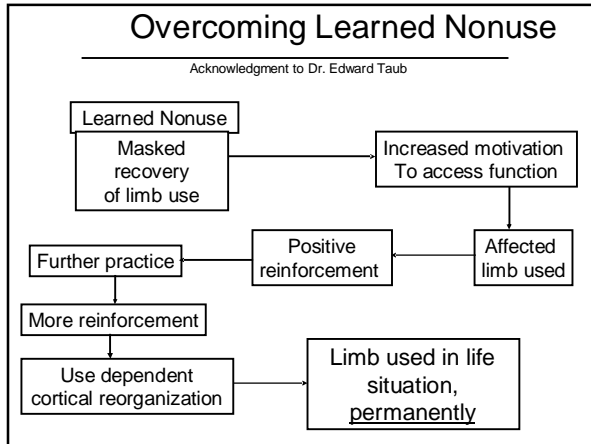 Overcoming Learned Nonuse
Acknowledgment to Dr. Edward Taub
Learned Nonuse
Masked
recovery
of limb use
Increased motivation
To access function
Affected
limb used
Positive
reinforcement
Further practice
More reinforcement
Use dependent
cortical reorganization
Limb used in life
situation,
permanently